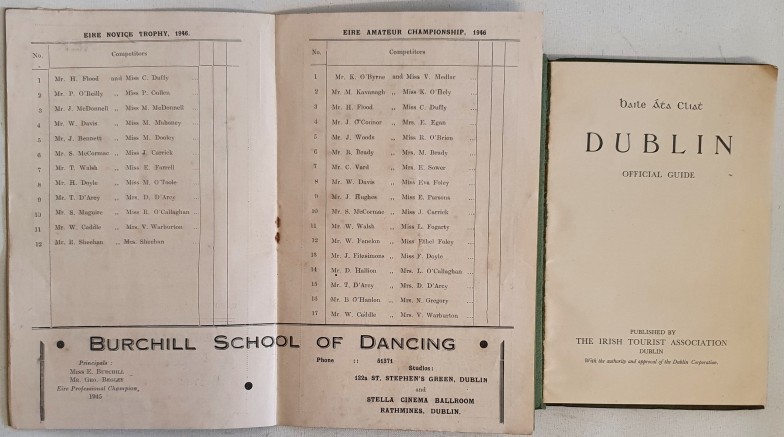 EIRE NOVICE TROPHY, 1946.
No. Competitors
1 Mr. H. Flood and Miss C. Duffy
2 Mr. P. O'Reilly „ Miss P. Cullen
3 Mr. J. McDonnell „ Miss M. McDonnell
4 Mr. W. Davis „ Miss M. Mahoney
5 Mr. J. Bennett „ Miss M. Dooley
6 Mr. S. McCormac „ Miss J. Carrick
7 Mr. T. Walsh „ Miss E. Farrell
8 Mr. H. Doyle „ Miss M. O'Toole
9 Mr. T. D'Arcy „ Mrs. D. D'Arcy
10 Mr. S. Maguire „ Miss R. O'Callaghan
11 Mr. W. Caddle „ Mrs. V. Warburton
12 Mr. R. Sheehan „ Mrs. Sheehan
EIRE AMATEUR CHAMPIONSHIP, 1946
No. Competitors
1 Mr. K. O'Byrne and Miss V. Medlar
2 Mr. M. Kavanagh „ Miss K. O'Hely
3 Mr. H. Flood „ Miss C. Duffy
4 Mr. J. O'Connor „ Mrs. E. Egan
5 Mr. J. Woods „ Miss B. O'Brien
6 Mr. B. Brady „ Mrs. M. Brady
7 Mr. C. Vard „ Mrs. E. Sower
8 Mr. W. Davis „ Miss Eva Foley
9 Mr. J. Hughes „ Miss E. Parsons
10 Mr. S. McCormac „ Miss J. Carrick
11 Mr. W. Walsh „ Miss L. Fogarty
12 Mr. W. Fenelon „ Miss Ethel Foley
13 Mr. J. Fitzsimons „ Miss F. Doyle
14 Mr. D. Hallion „ Mrs. L. O'Callaghan
15 Mr. T. D'Arcy „ Mrs. D. D'Arcy
16 Mr. B O'Hanlon „ Mrs. N. Gregory
17 Mr. W. Caddle „ Mrs. V. Warburton
BURCHILL SCHOOL OF DANCING
Principals:
MISS E. BURCHILL
MR. GEO. BEGLEY
Eire Professional Champion,
1945
Phone :: 51371
Studios:
122a ST. STEPHEN'S GREEN, DUBLIN
and
STELLA CINEMA BALLROOM
RATHMINES, DUBLIN.
Baile Áta Cliat
DUBLIN
OFFICIAL GUIDE
PUBLISHED BY
THE IRISH TOURIST ASSOCIATION
DUBLIN
With the authority and approval of the Dublin Corporation.